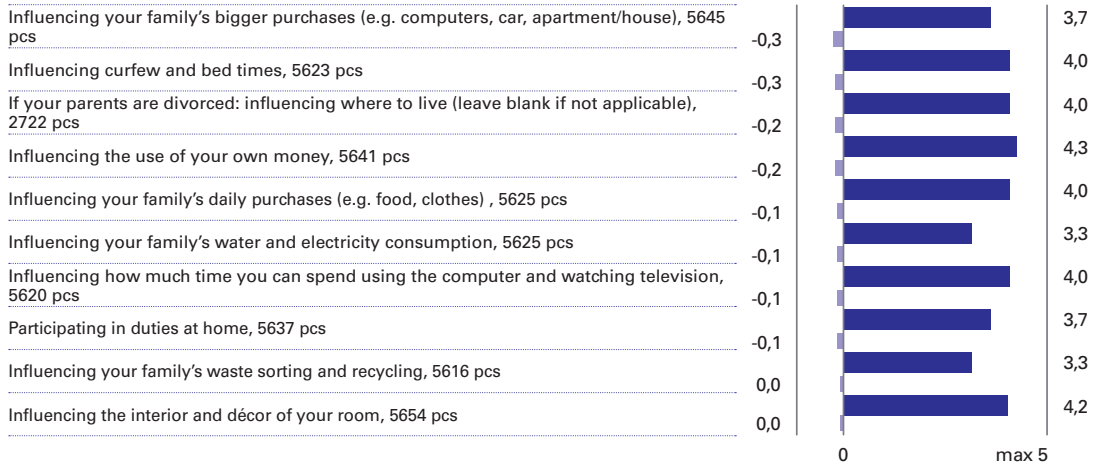 Influencing your family's bigger purchases (e.g. computers, car, apartment/house), 5645
pcs
-0,3
3,7
Influencing curfew and bed times, 5623 pcs
-0,3
4,0
If your parents are divorced: influencing where to live (leave blank if not applicable),
2722 pcs
-0,2
4,0
Influencing the use of your own money, 5641 pcs
-0,2
4,3
Influencing your family's daily purchases (e.g. food, clothes) , 5625 pcs
-0,1
4,0
Influencing your family's water and electricity consumption, 5625 pcs
-0,1
3,3
Influencing how much time you can spend using the computer and watching television,
5620 pcs
-0,1
4,0
Participating in duties at home, 5637 pcs
-0,1
3,7
Influencing your family's waste sorting and recycling, 5616 pcs
0,0
3,3
Influencing the interior and décor of your room, 5654 pcs
0,0
4,2
0 max 5